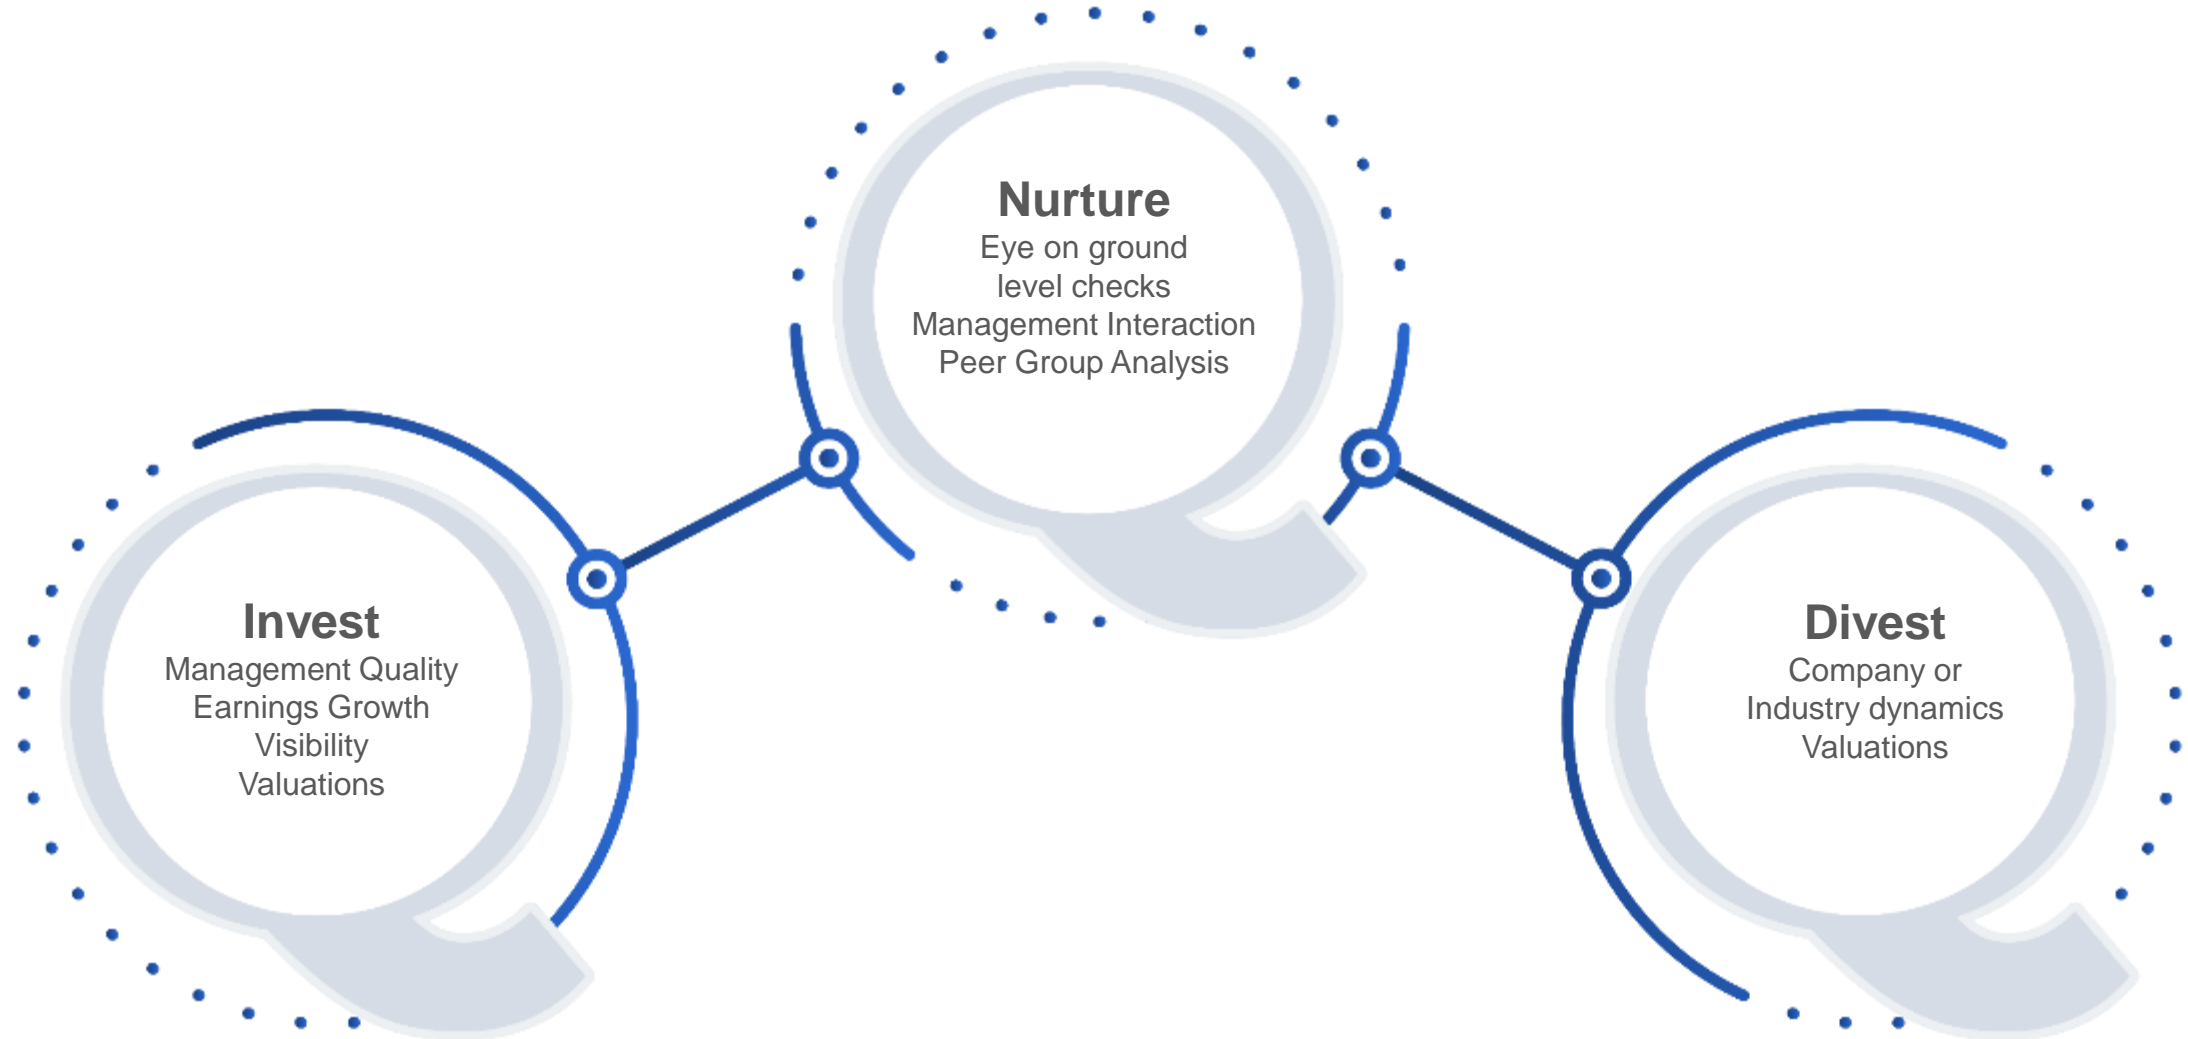 Nurture
Eye on ground
level checks
Management Interaction
Peer Group Analysis
Invest
Management Quality
Earnings Growth
Visibility
Valuations
Divest
Company or
Industry dynamics
Valuations